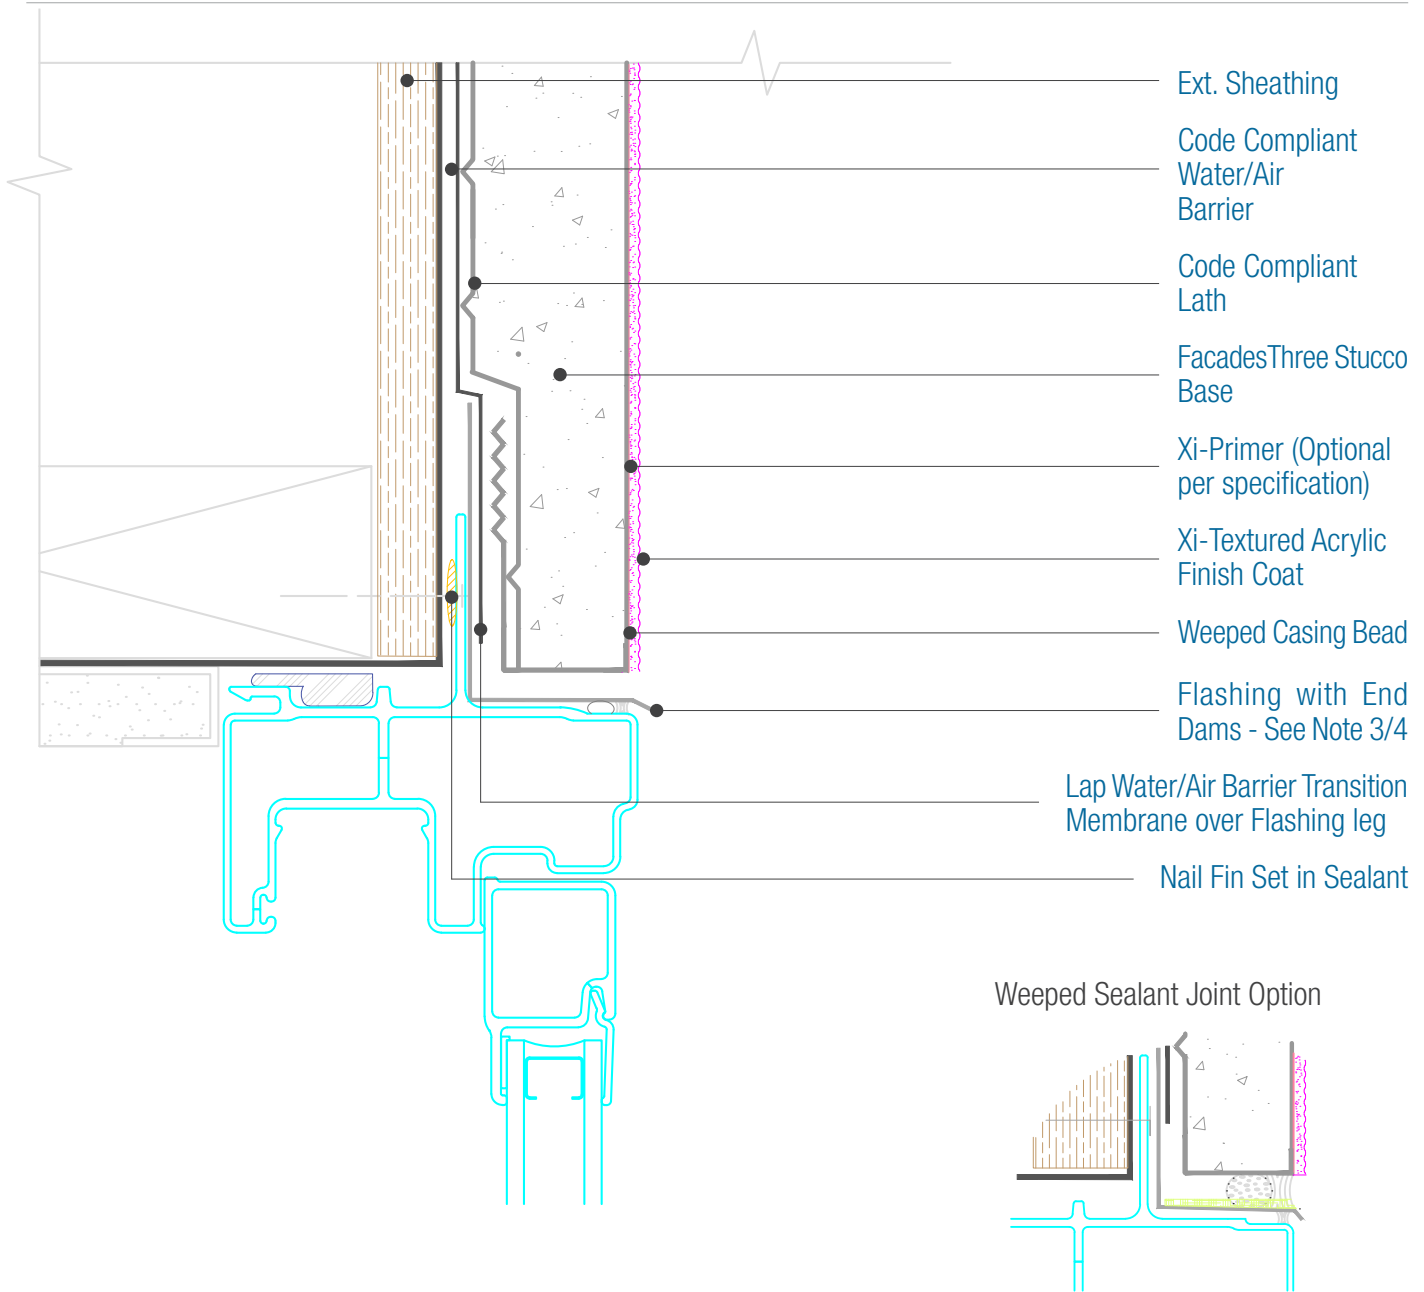 Ext. Sheathing
Code Compliant
Water/Air
Barrier
Code Compliant
Lath
FacadesThree Stucco
Base
Xi-Primer (Optional
per specification)
Xi-Textured Acrylic
Finish Coat
Weeped Casing Bead
Flashing with End
Dams - See Note 3/4
Lap Water/Air Barrier Transition
Membrane over Flashing leg
Nail Fin Set in Sealant
Weeped Sealant Joint Option